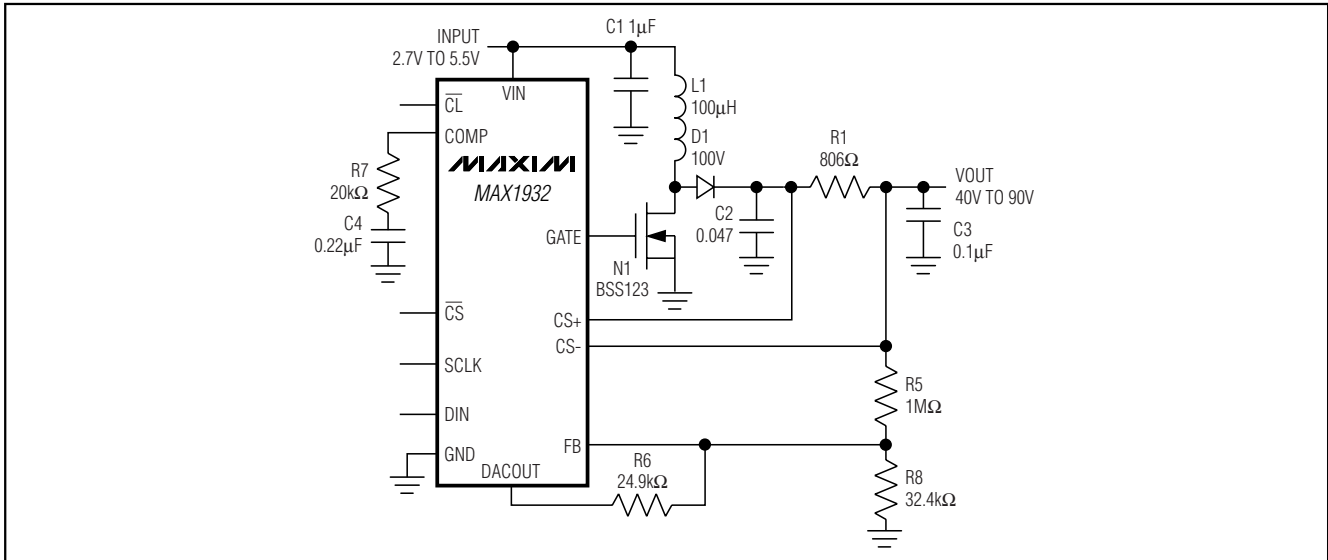 INPUT
2.7V TO 5.5V
C1 1µF
VIN
L1
100µH
D1
100V
R1
806Ω
VOUT
40V TO 90V
CL
COMP
MAXIM
MAX1932
R7
20kΩ
C4
0.22µF
C2
0.047
C3
0.1µF
GATE
N1
BSS123
CS
CS+
CS-
SCLK
R5
1MΩ
DIN
FB
GND
DACOUT
R6
24.9kΩ
R8
32.4kΩ